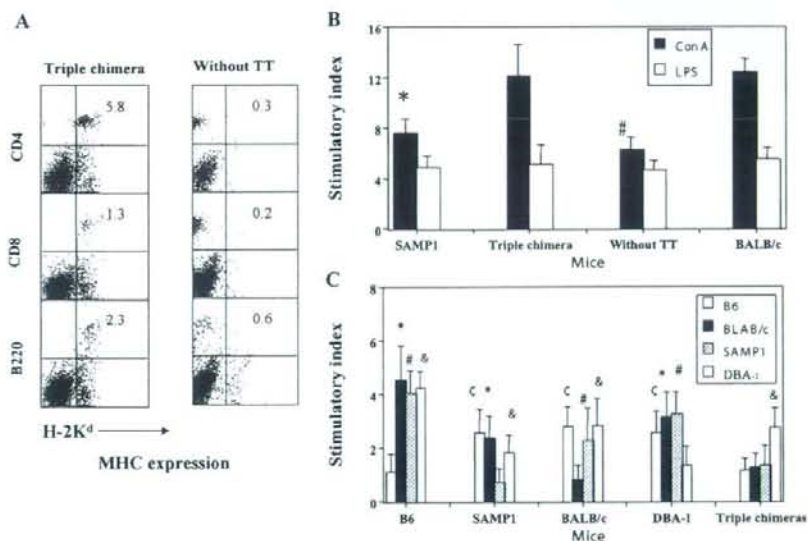 A
Triple chimera
Without TT
CD4
5.8
0.3
CD8
1.3
0.2
B220
2.3
0.6
H-2Kᵈ
MHC expression
B
Stimulatory index
16
12
8
4
0
Con A
LPS
*
#
#
SAMP1
Triple chimera
Without TT
BALB/c
Mice
C
Stimulatory index
8
6
4
2
0
B6
BLAB/c
SAMP1
DBA-1
* # &
ç * &
ç # &
ç * #
&
B6
SAMP1
BALB/c
DBA-1
Triple chimeras
Mice